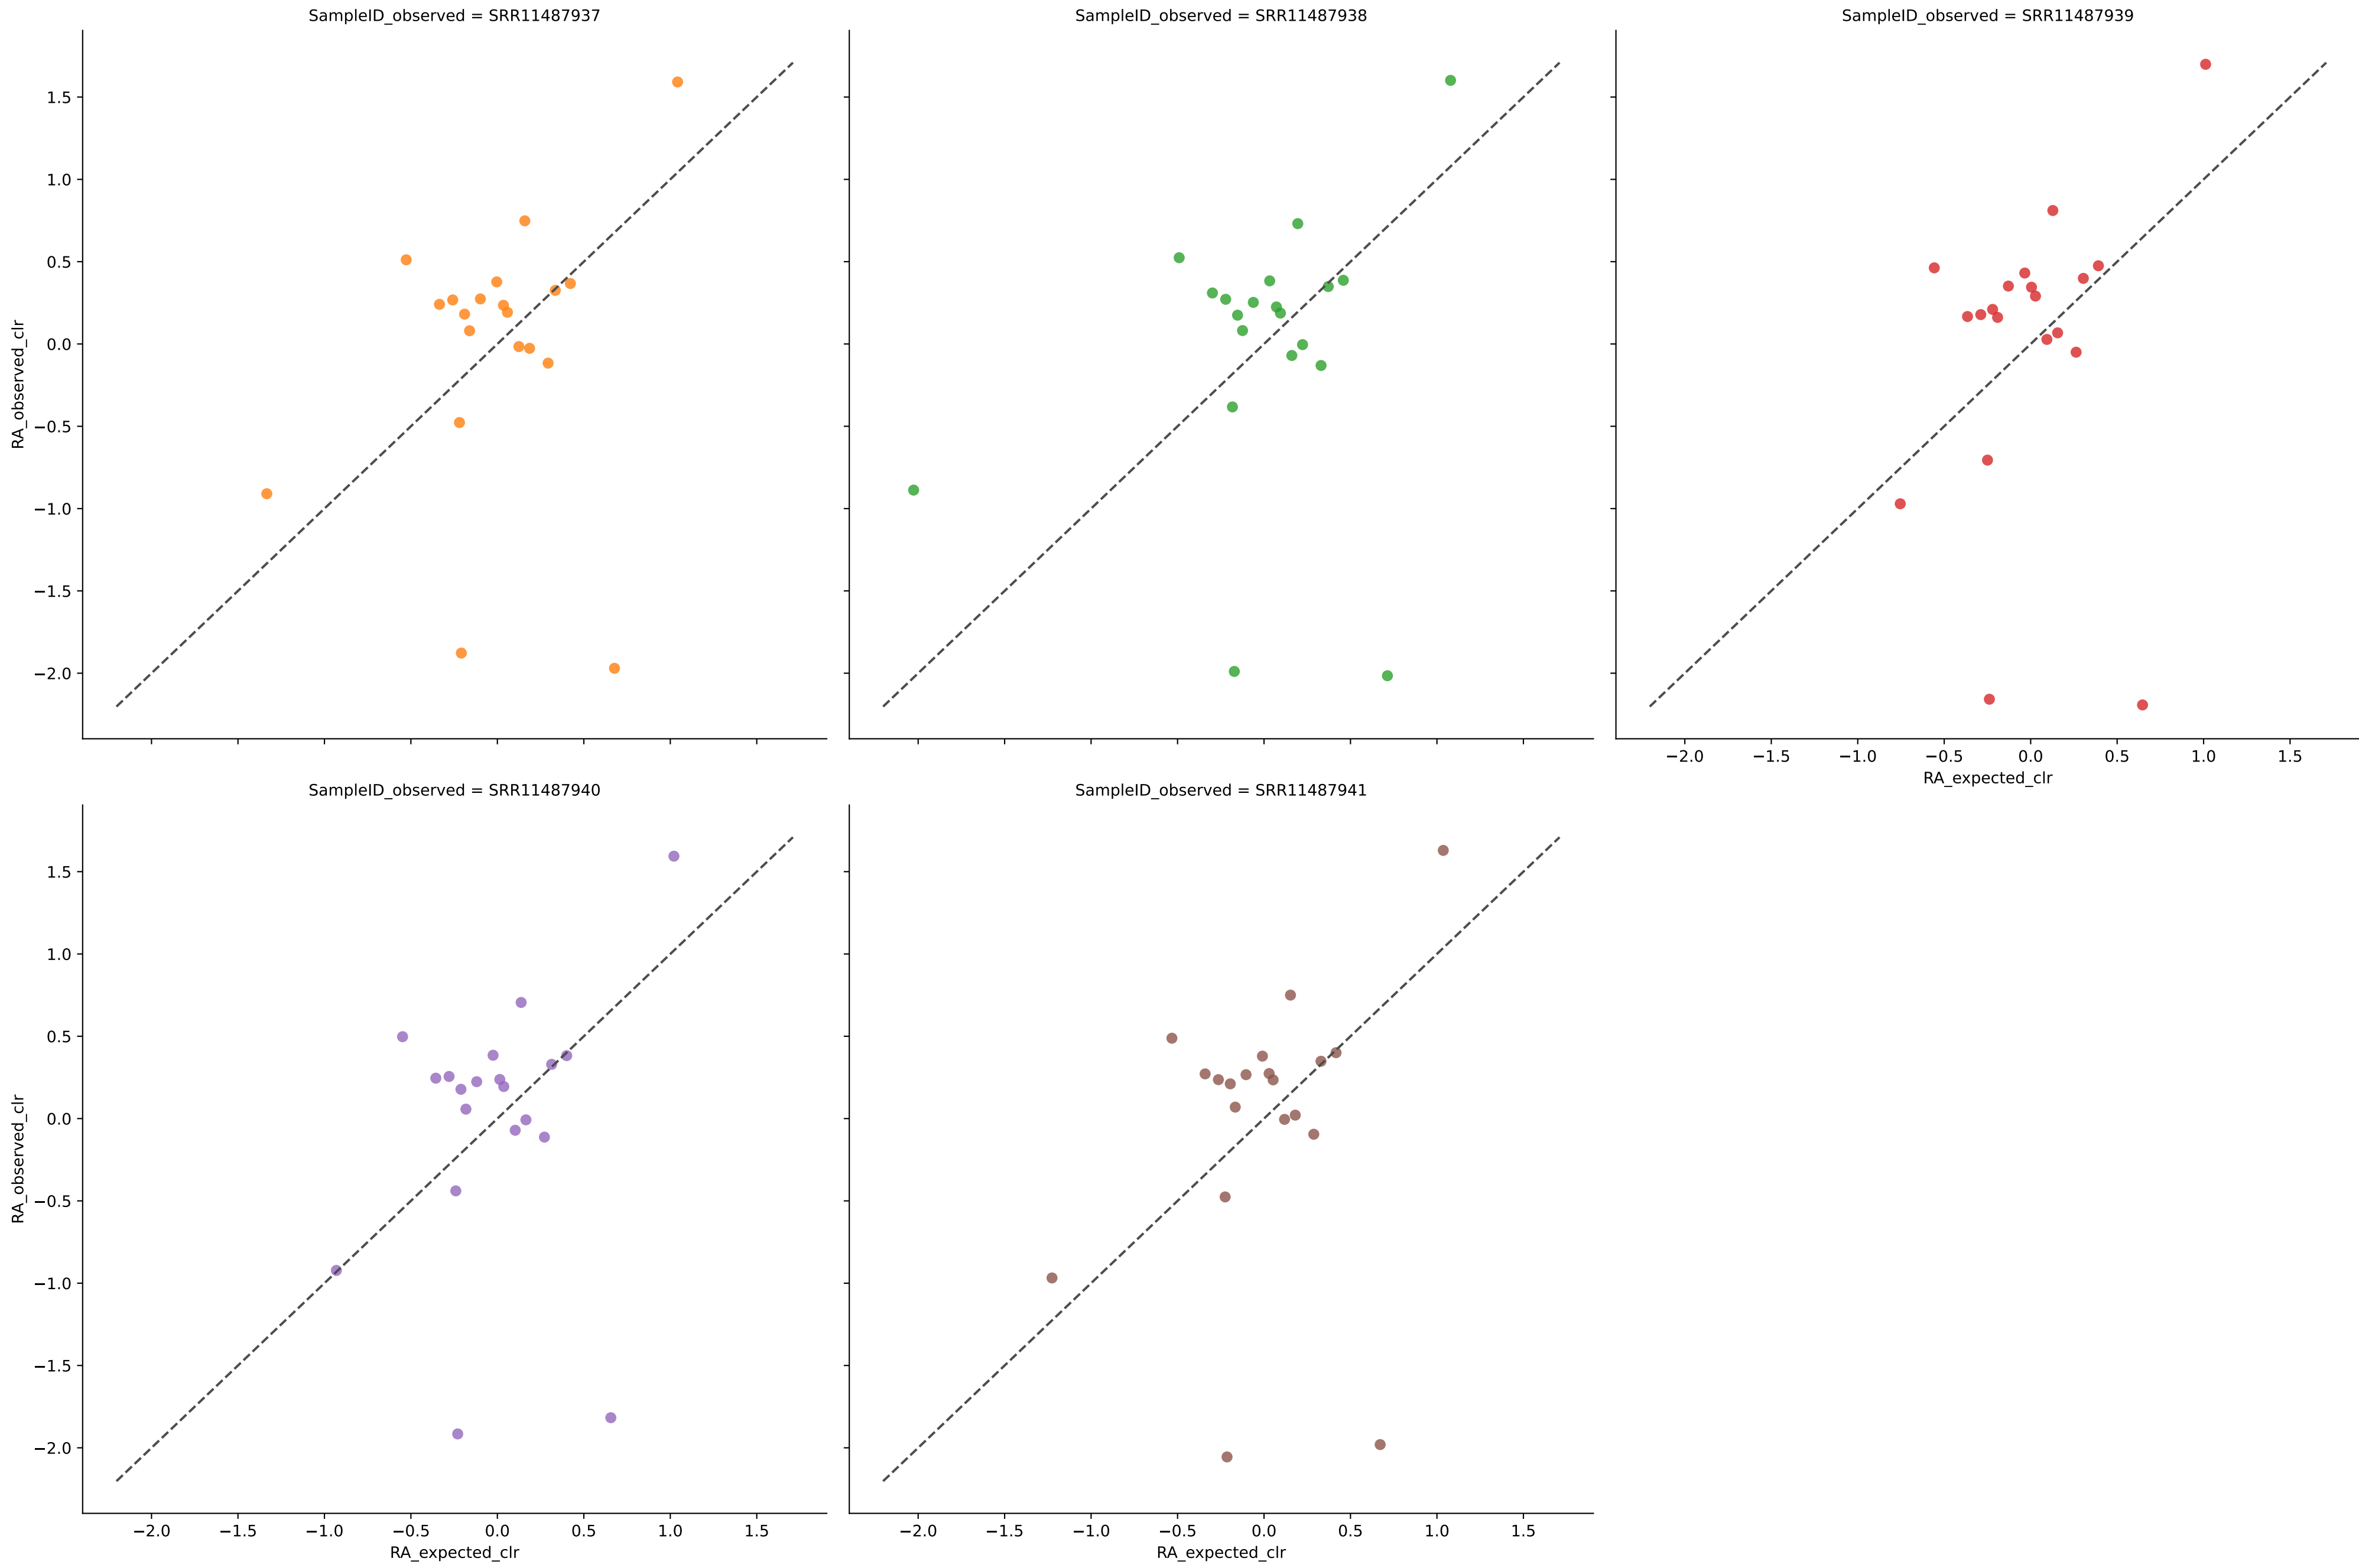 SampleID_observed = SRR11487937
SampleID_observed = SRR11487938
SampleID_observed = SRR11487939
1.5
1.0
0.5
0.0
−0.5
−1.0
−1.5
−2.0
RA_observed_clr
−2.0 −1.5 −1.0 −0.5 0.0 0.5 1.0 1.5
RA_expected_clr
SampleID_observed = SRR11487940
SampleID_observed = SRR11487941
1.5
1.0
0.5
0.0
−0.5
−1.0
−1.5
−2.0
RA_observed_clr
−2.0 −1.5 −1.0 −0.5 0.0 0.5 1.0 1.5
RA_expected_clr
−2.0 −1.5 −1.0 −0.5 0.0 0.5 1.0 1.5
RA_expected_clr